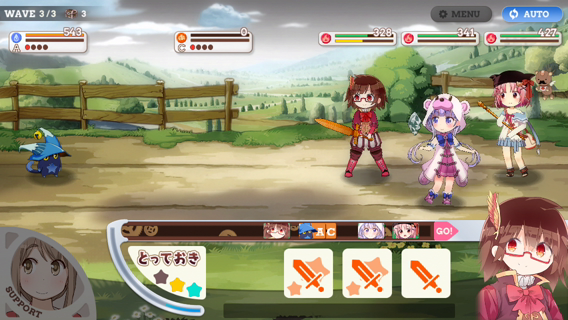 WAVE 3/3 3
MENU
AUTO
543
A
0
C
328
341
427
A C
GO!
とっておき
SUPPORT